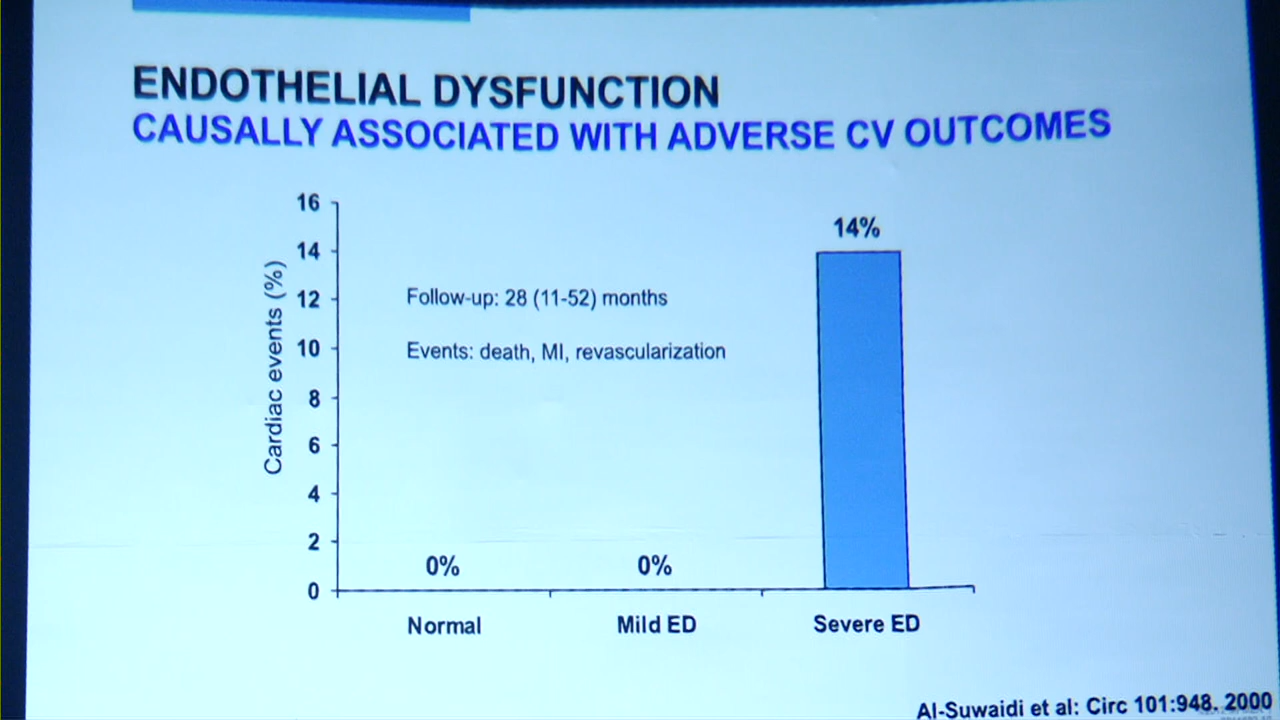 ENDOTHELIAL DYSFUNCTION
CAUSALLY ASSOCIATED WITH ADVERSE CV OUTCOMES
16
14
12
10
8
6
4
2
0
Cardiac events (%)
Follow-up: 28 (11-52) months
Events: death, MI, revascularization
14%
0%
0%
Normal
Mild ED
Severe ED
Al-Suwaidi et al: Circ 101:948. 2000